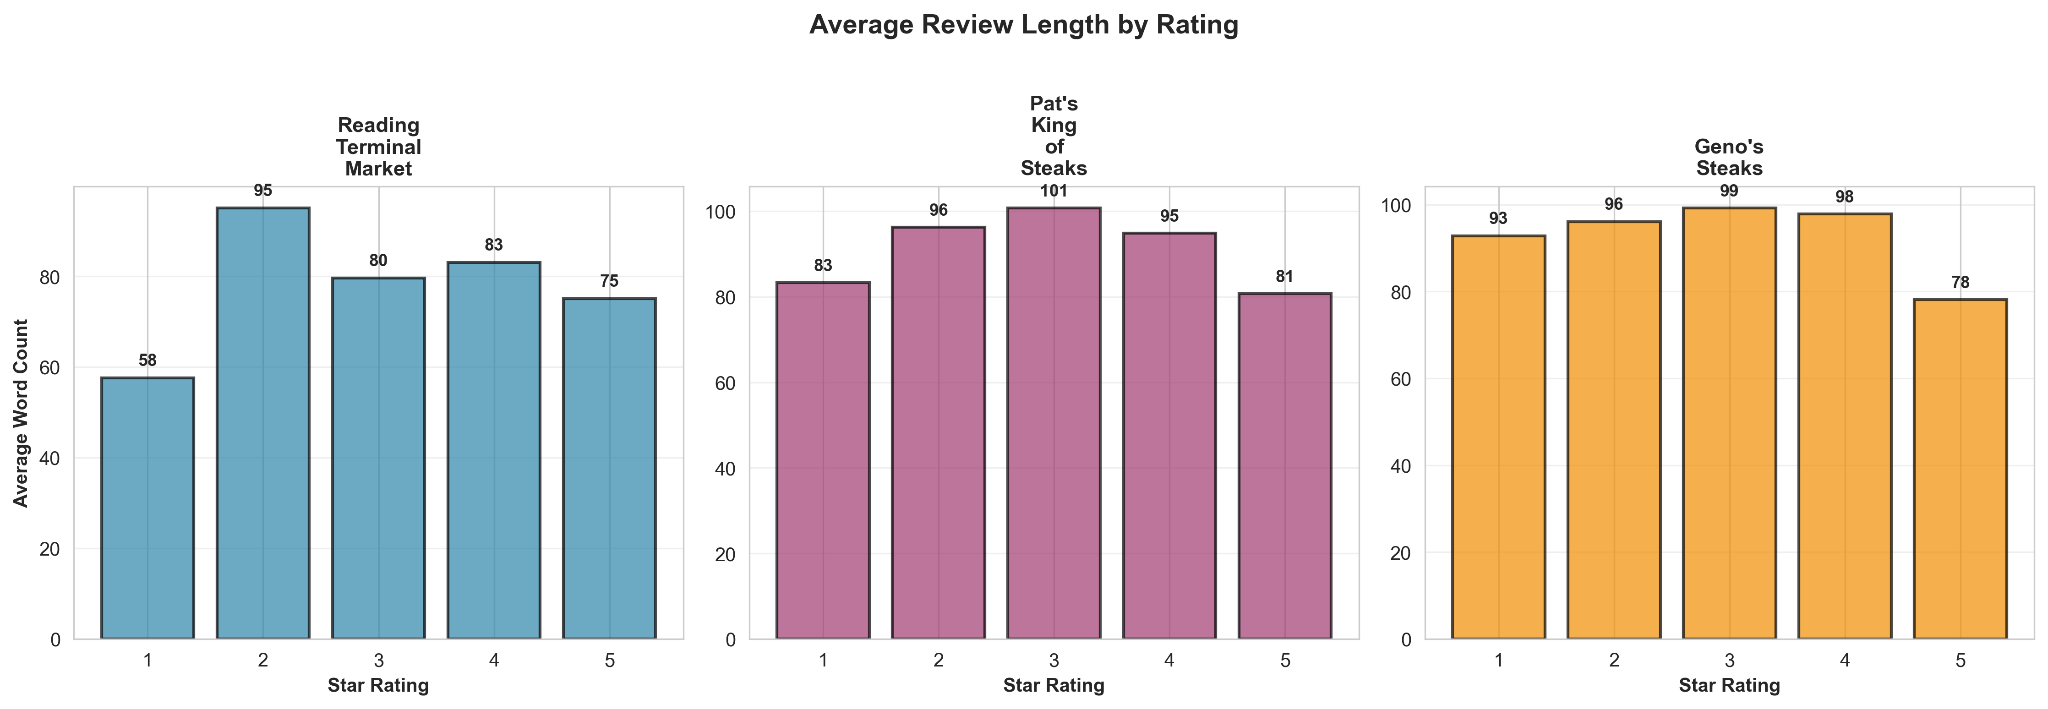 Average Review Length by Rating
Reading
Terminal
Market
95
83
80
75
58
80
60
40
20
0
Average Word Count
1 2 3 4 5
Star Rating
Pat's
King
of
Steaks
101
96
95
83
81
100
80
60
40
20
0
1 2 3 4 5
Star Rating
Geno's
Steaks
99
98
96
93
78
100
80
60
40
20
0
1 2 3 4 5
Star Rating